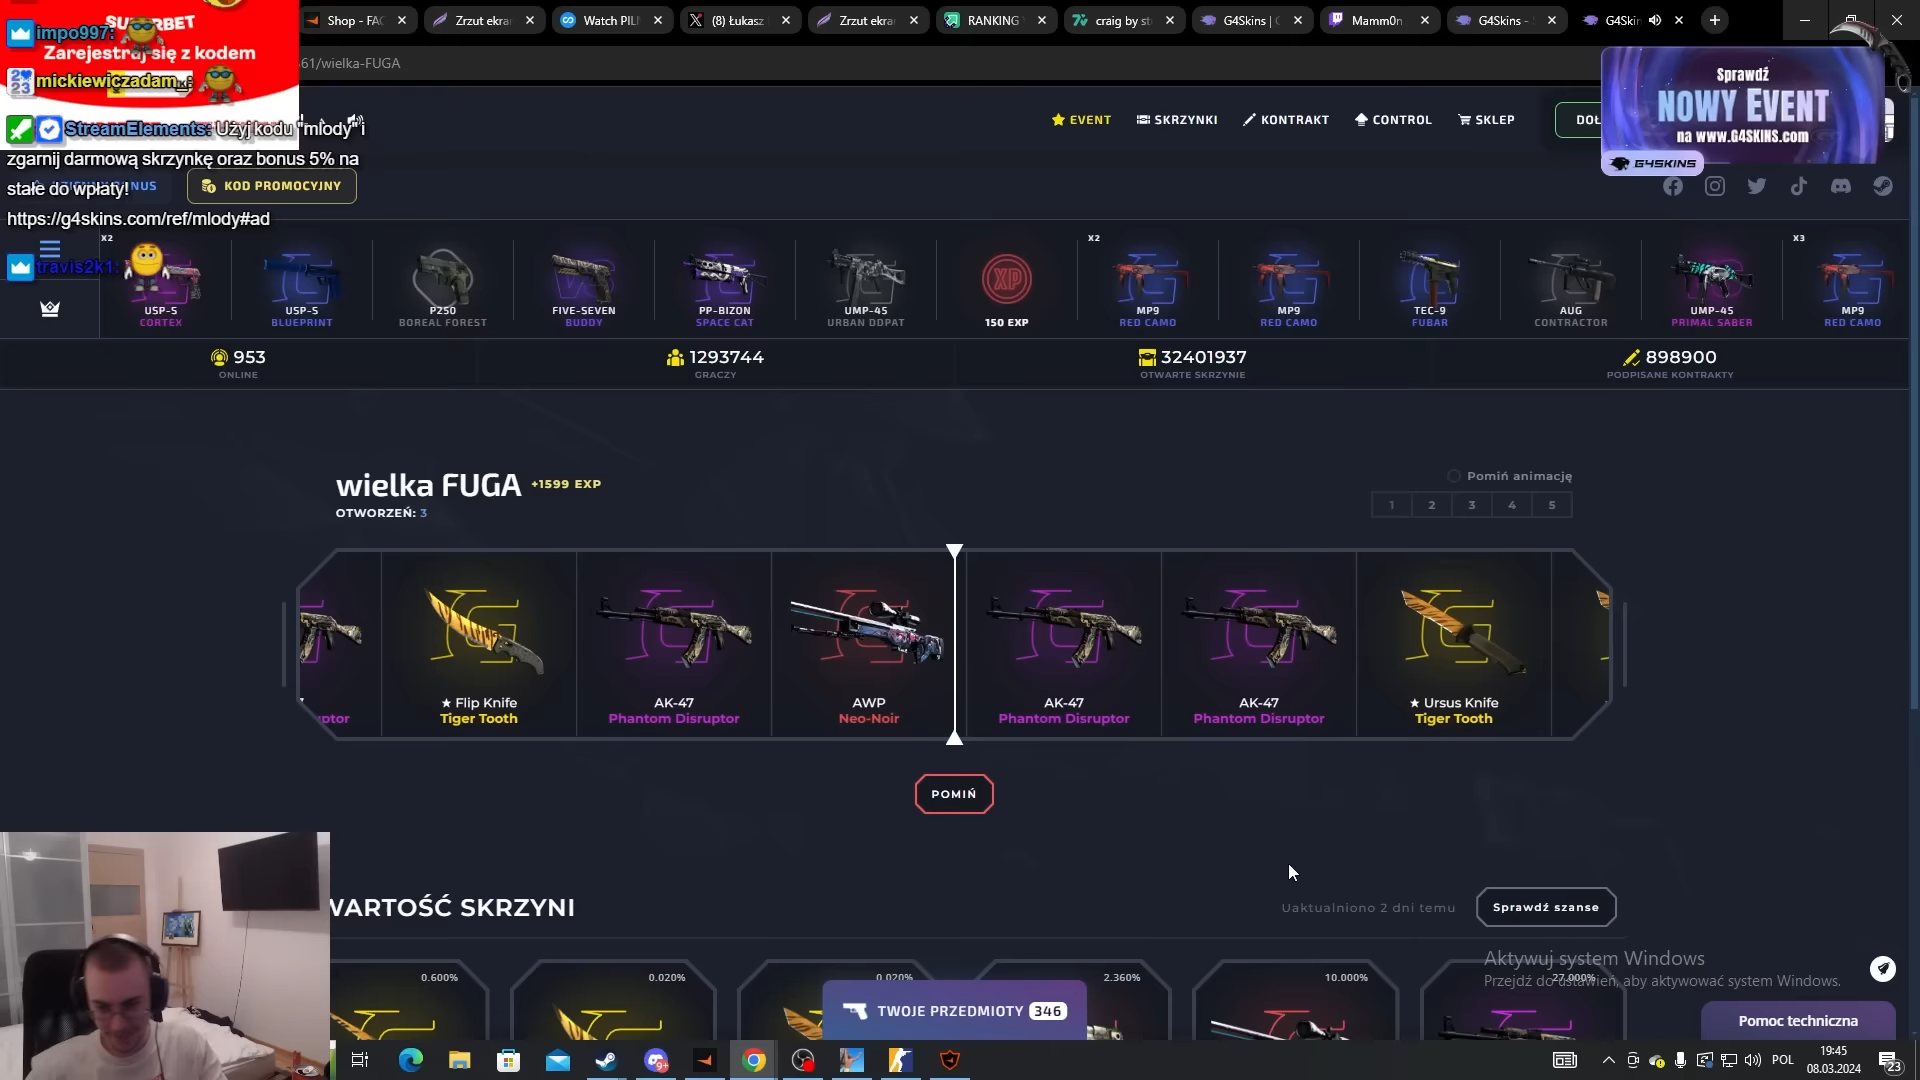 Shop - FAC
Zrzut ekra
Watch PILI
(8) Łukasz
Zrzut ekra
RANKING
craig by st
G4Skins | C
Mamm0n
G4Skins -
G4Skin
61/wielka-FUGA
Zarejestruj się z kodem
impo997:
mickiewiczadam_:
StreamElements: Użyj kodu "mlody" i
zgarnij darmową skrzynkę oraz bonus 5% na
stałe do wpłaty!
https://g4skins.com/ref/mlody#ad
travis2k1:
EVENT
SKRZYNKI
KONTRAKT
CONTROL
SKLEP
Sprawdź
NOWY EVENT
na www.G4SKINS.com
G4SKINS
BONUS
KOD PROMOCYJNY
X2
USP-S
CORTEX
USP-S
BLUEPRINT
P250
BOREAL FOREST
FIVE-SEVEN
BUDDY
PP-BIZON
SPACE CAT
UMP-45
URBAN DDPAT
XP
150 EXP
X2
MP9
RED CAMO
MP9
RED CAMO
TEC-9
FUBAR
AUG
CONTRACTOR
UMP-45
PRIMAL SABER
X3
MP9
RED CAMO
953
ONLINE
1293744
GRACZY
32401937
OTWARTE SKRZYNIE
898900
PODPISANE KONTRAKTY
wielka FUGA +1599 EXP
OTWORZEŃ: 3
Pomiń animację
1 2 3 4 5
ptor
★ Flip Knife
Tiger Tooth
AK-47
Phantom Disruptor
AWP
Neo-Noir
AK-47
Phantom Disruptor
AK-47
Phantom Disruptor
★ Ursus Knife
Tiger Tooth
POMIŃ
WARTOŚĆ SKRZYNI
Uaktualniono 2 dni temu
Sprawdź szanse
0.600%
0.020%
0.020%
2.360%
10.000%
27.000%
Aktywuj system Windows
Przejdź do ustawień, aby aktywować system Windows.
TWOJE PRZEDMIOTY 346
Pomoc techniczna
9+
POL
19:45
08.03.2024
23